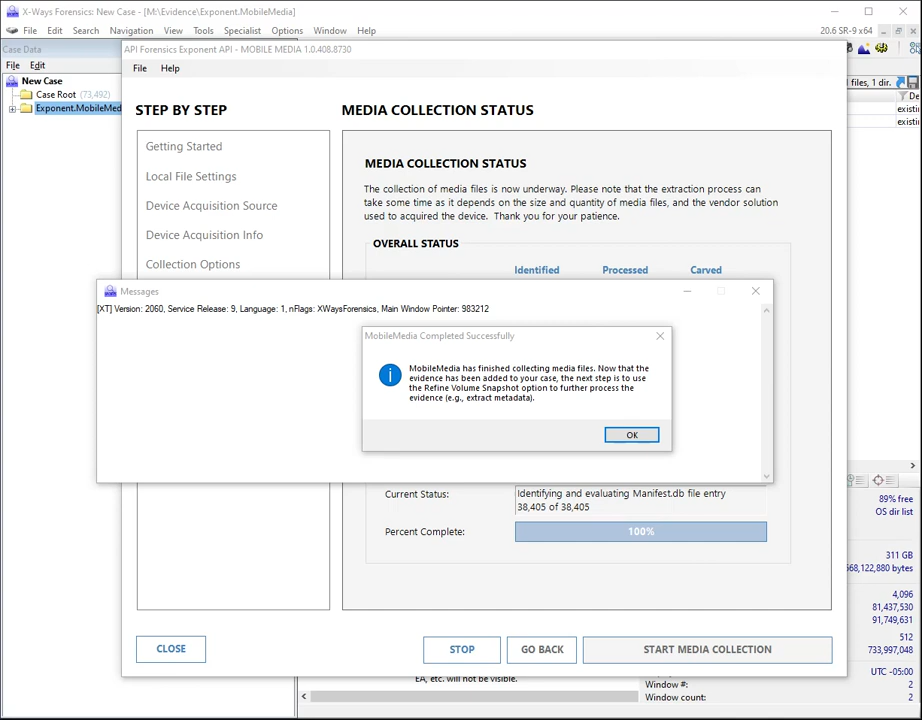 X-Ways Forensics: New Case - [M:\Evidence\Exponent.MobileMedia]
File Edit Search Navigation View Tools Specialist Options Window Help
20.6 SR-9 x64
Case Data
File Edit
New Case
Case Root (73,492)
Exponent.MobileMed
API Forensics Exponent API - MOBILE MEDIA 1.0.408.8730
File Help
STEP BY STEP
Getting Started
Local File Settings
Device Acquisition Source
Device Acquisition Info
Collection Options
MEDIA COLLECTION STATUS
MEDIA COLLECTION STATUS
The collection of media files is now underway. Please note that the extraction process can
take some time as it depends on the size and quantity of media files, and the vendor solution
used to acquired the device. Thank you for your patience.
OVERALL STATUS
Identified Processed Carved
Messages
[XT] Version: 2060, Service Release: 9, Language: 1, nFlags: XWaysForensics, Main Window Pointer: 983212
MobileMedia Completed Successfully
MobileMedia has finished collecting media files. Now that the
evidence has been added to your case, the next step is to use
the Refine Volume Snapshot option to further process the
evidence (e.g., extract metadata).
OK
Current Status:
Identifying and evaluating Manifest.db file entry
38,405 of 38,405
Percent Complete:
100%
CLOSE
STOP
GO BACK
START MEDIA COLLECTION
files, 1 dir.
De
existin
existin
89% free
OS dir list
311 GB
568,122,880 bytes
4,096
81,437,530
91,749,631
512
733,997,048
UTC -05:00
Window #: 2
Window count: 2
EA, etc. will not be visible.